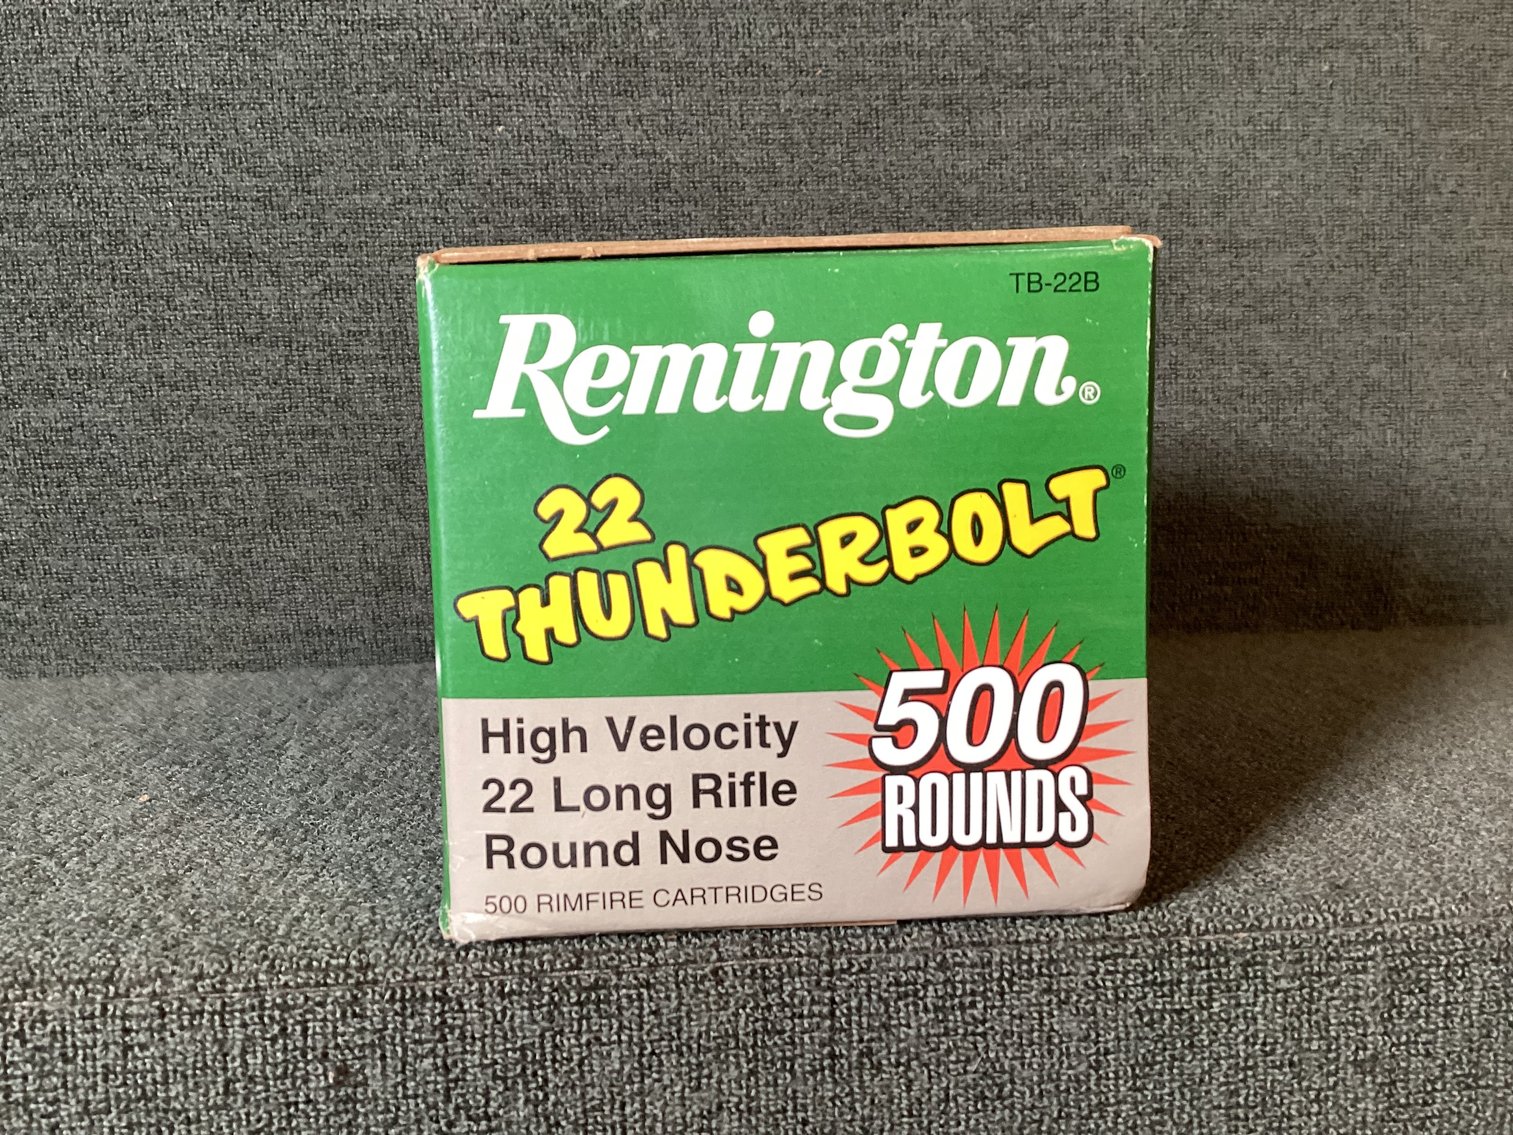 TB-22B
Remington®
22
THUNDERBOLT®
High Velocity
22 Long Rifle
Round Nose
500 RIMFIRE CARTRIDGES
500
ROUNDS